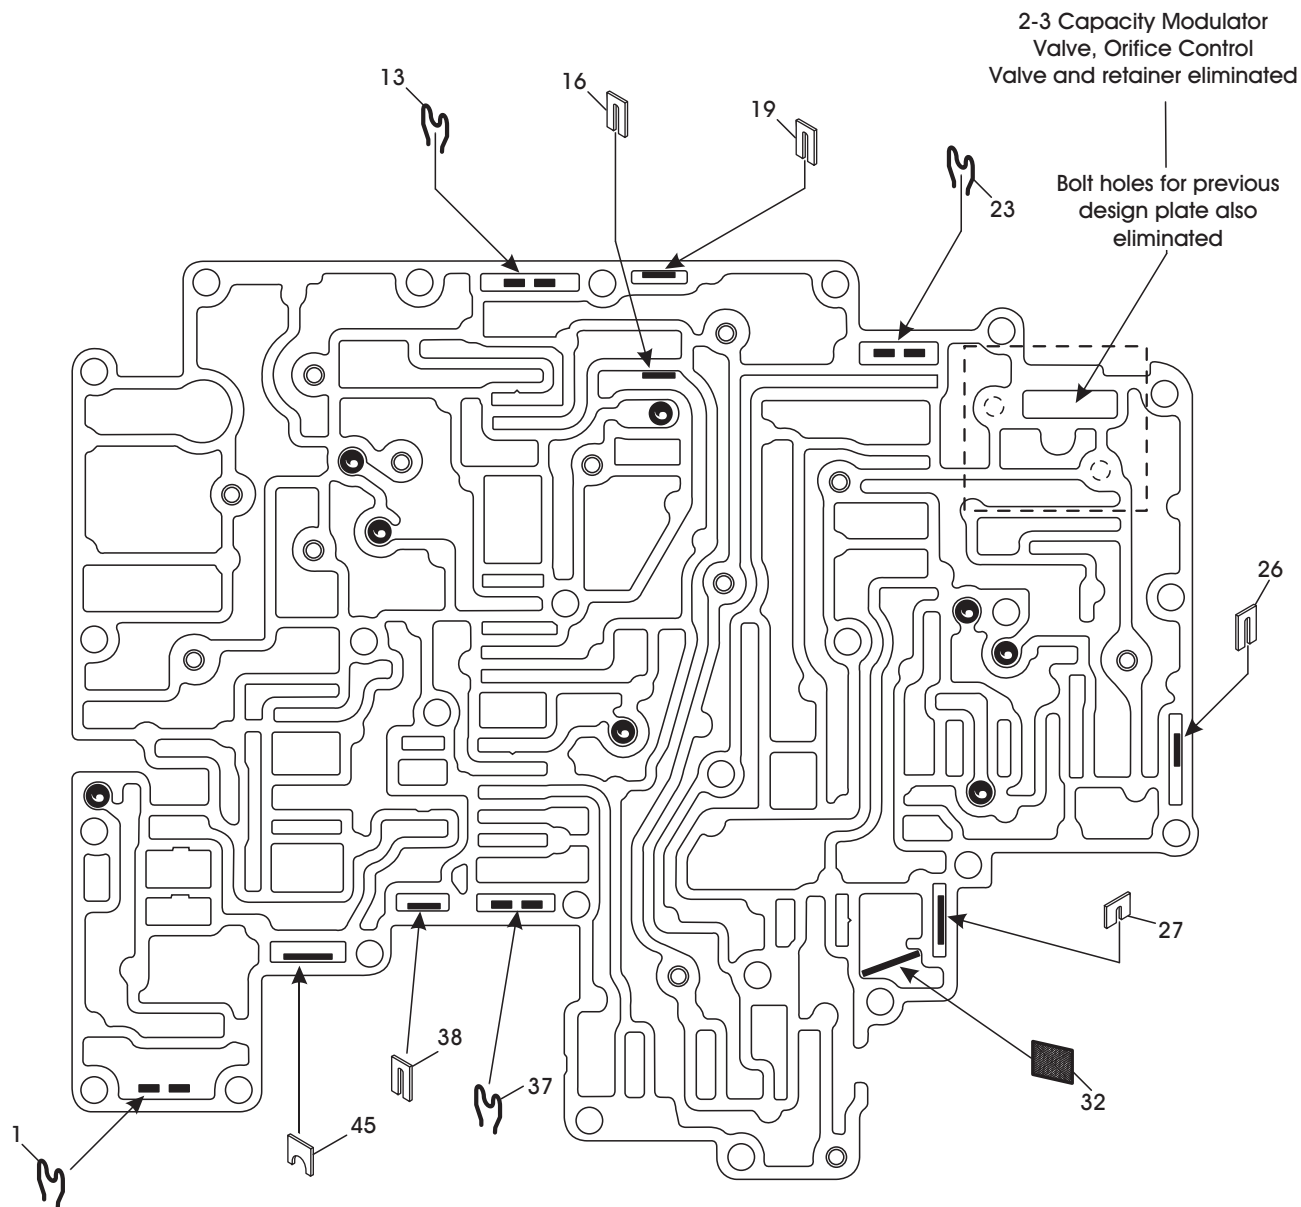 2-3 Capacity Modulator
Valve, Orifice Control
Valve and retainer eliminated
13
16
19
Bolt holes for previous
design plate also
eliminated
23
26
27
38
37
32
45
1